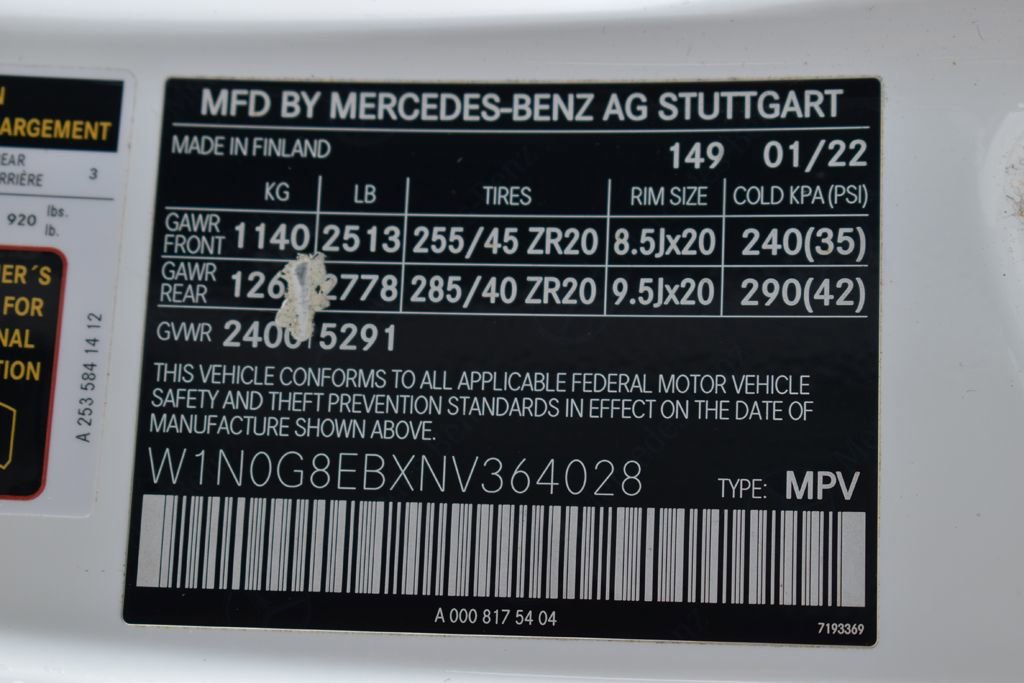 ARGEMENT
EAR
RRIÈRE
3
920 lbs.
lb.
ER´S
FOR
NAL
TION
A 253 584 14 12
MFD BY MERCEDES-BENZ AG STUTTGART
MADE IN FINLAND 149 01/22
KG LB TIRES RIM SIZE COLD KPA (PSI)
GAWR FRONT 1140 2513 255/45 ZR20 8.5Jx20 240(35)
GAWR REAR 126 2778 285/40 ZR20 9.5Jx20 290(42)
GVWR 2400 5291
THIS VEHICLE CONFORMS TO ALL APPLICABLE FEDERAL MOTOR VEHICLE
SAFETY AND THEFT PREVENTION STANDARDS IN EFFECT ON THE DATE OF
MANUFACTURE SHOWN ABOVE.
W1N0G8EBXNV364028 TYPE: MPV
A 000 817 54 04
7193369